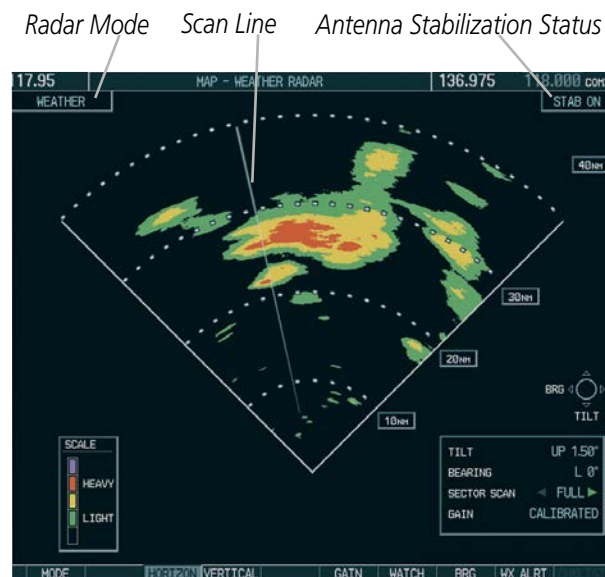 Radar Mode Scan Line Antenna Stabilization Status
17.95 MAP - WEATHER RADAR 136.975 118.000 COM
WEATHER STAB ON
40NM
30NM
20NM
BRG
TILT
10NM
SCALE
HEAVY
LIGHT
TILT UP 1.50°
BEARING L 0°
SECTOR SCAN FULL
GAIN CALIBRATED
MODE HORIZON VERTICAL GAIN WATCH BRG WX ALRT